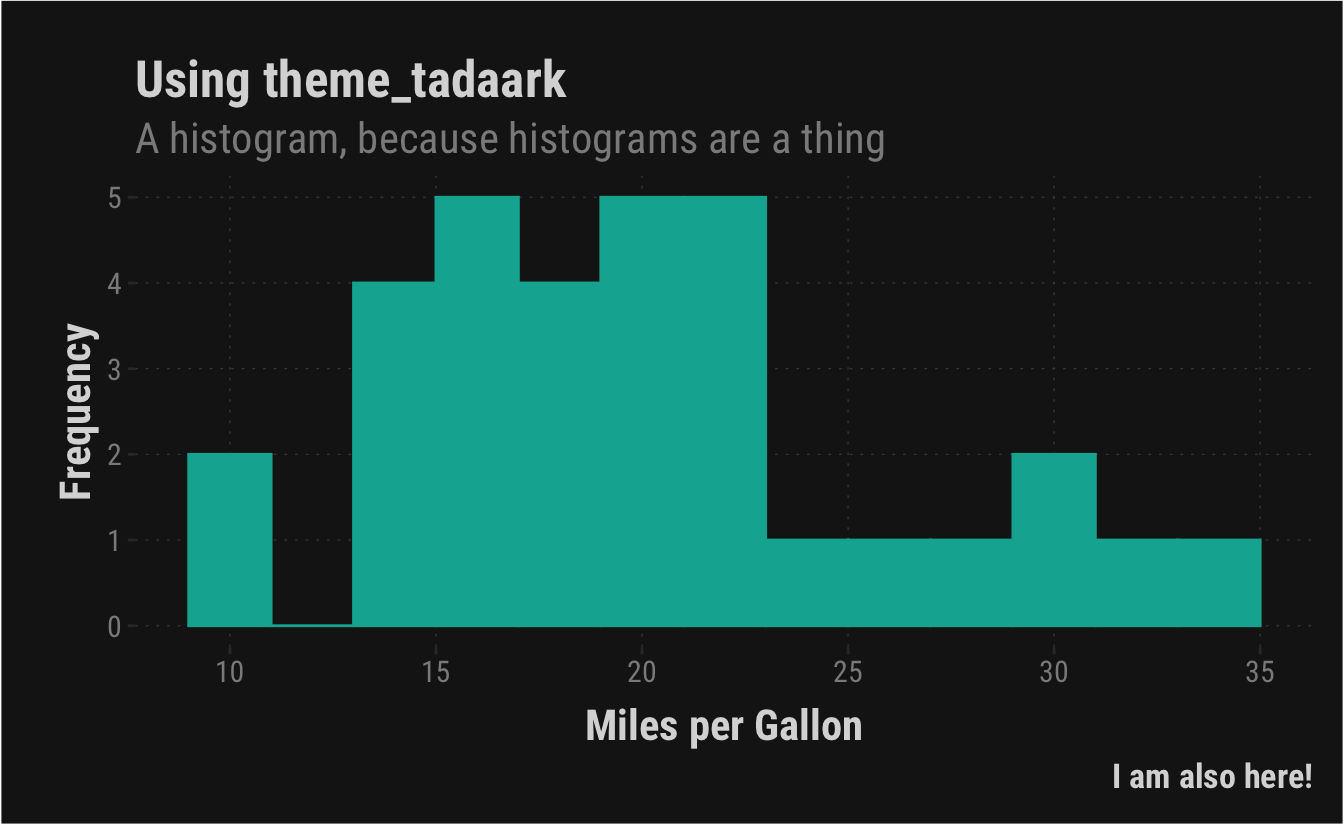 Using theme_tadaark
A histogram, because histograms are a thing
5
4
3
2
1
0
Frequency
10 15 20 25 30 35
Miles per Gallon
I am also here!